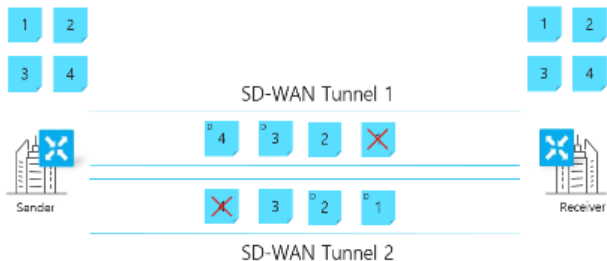 1 2 1 2
3 4 3 4
SD-WAN Tunnel 1
D 4 D 3 2
Sender Receiver
3 D 2 D 1
SD-WAN Tunnel 2